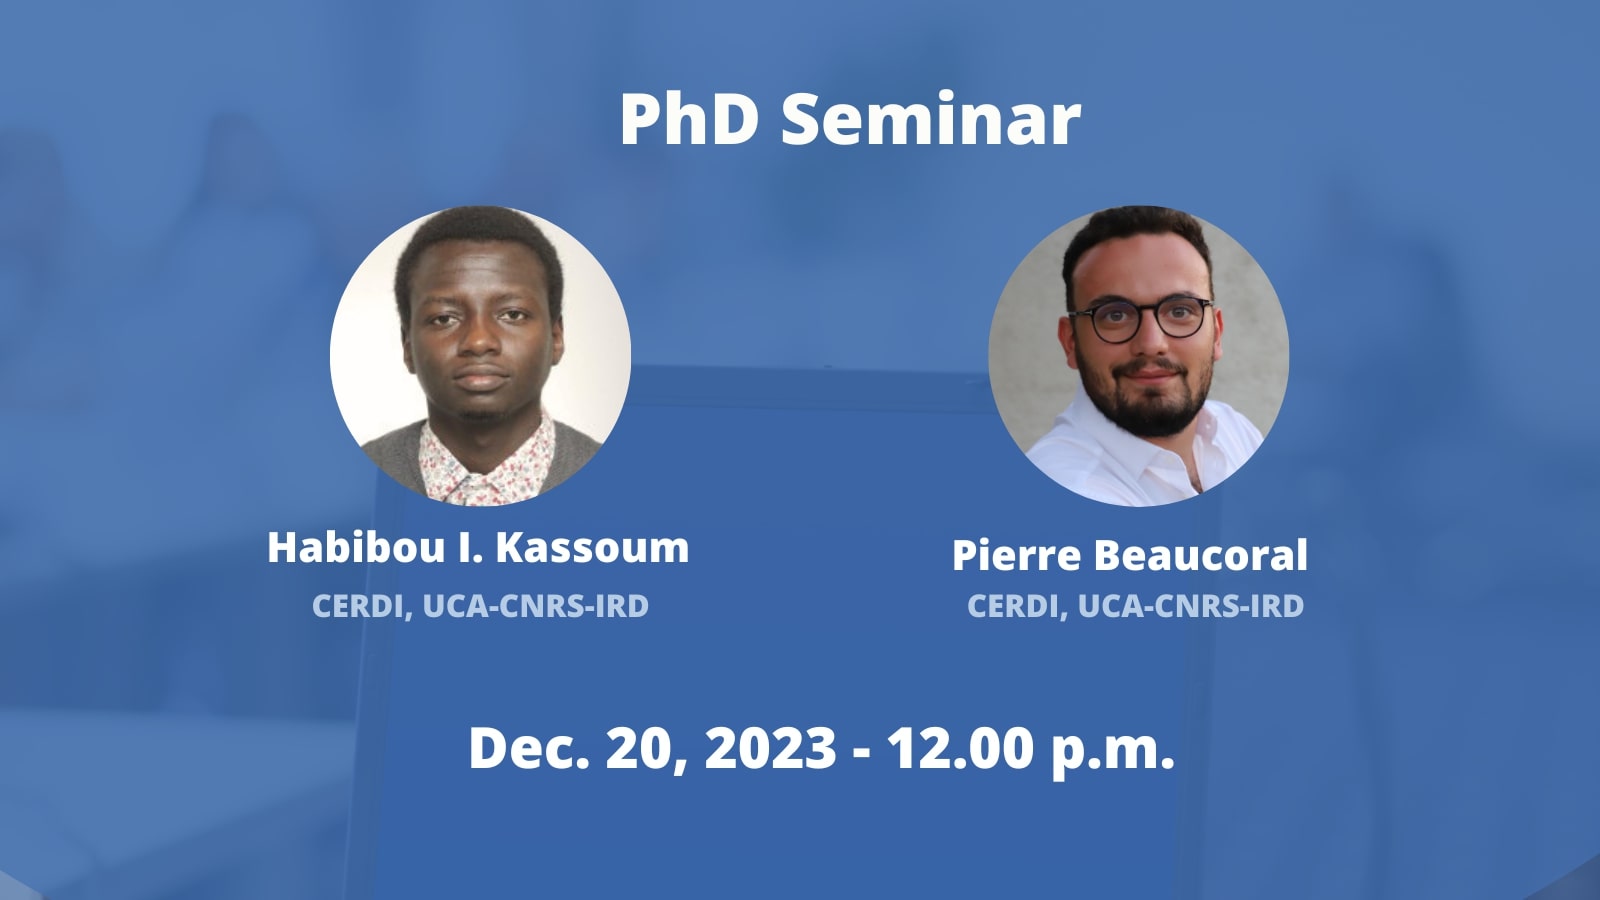 PhD Seminar
Habibou I. Kassoum
CERDI, UCA-CNRS-IRD
Pierre Beaucoral
CERDI, UCA-CNRS-IRD
Dec. 20, 2023 - 12.00 p.m.